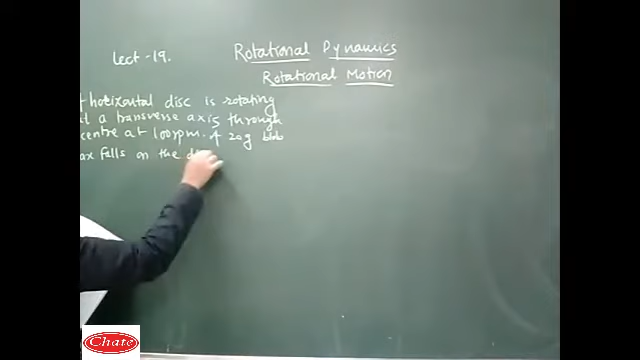 Lect-19.
Rotational Dynamics
Rotational Motion
horizontal disc is rotating
a transverse axis through
centre at 100rpm. A 20g blob
ax falls on the
Chate